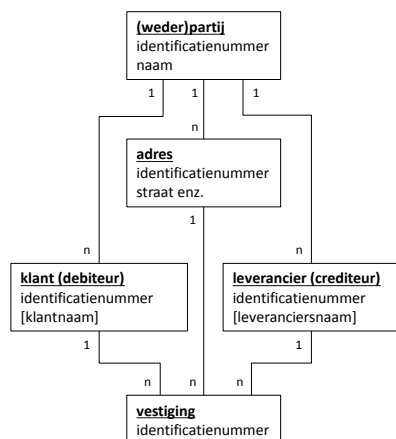 (weder)partij
identificatienummer
naam
1 1 1
n
adres
identificatienummer
straat enz.
1
n n
klant (debiteur)
identificatienummer
[klantnaam]
leverancier (crediteur)
identificatienummer
[leveranciersnaam]
1 1
n n n
vestiging
identificatienummer